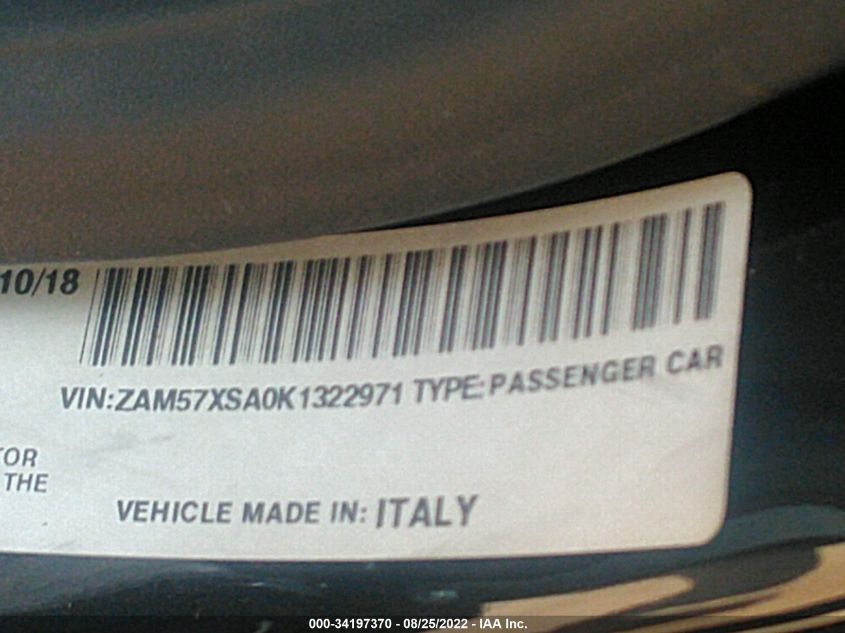 10/18
VIN:ZAM57XSA0K1322971 TYPE:PASSENGER CAR
TOR
THE
VEHICLE MADE IN: ITALY
000-34197370 - 08/25/2022 - IAA Inc.